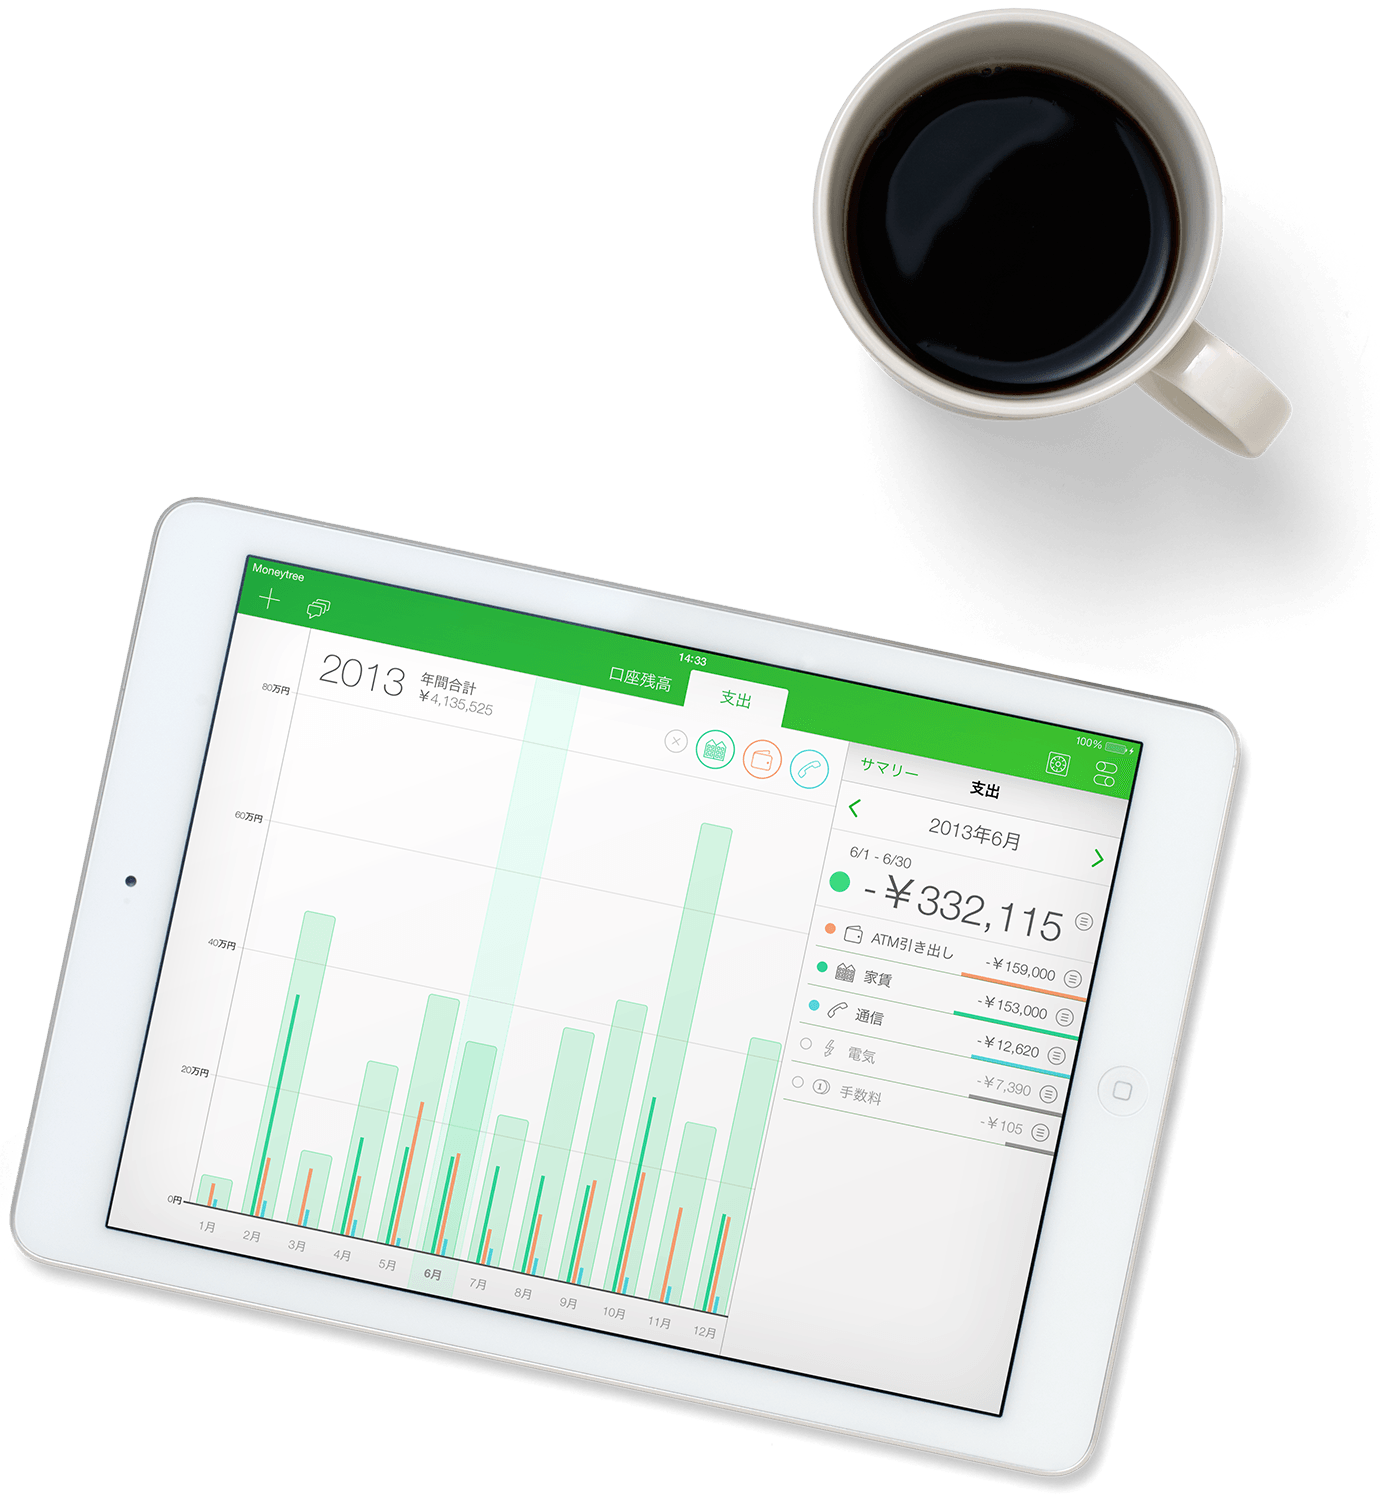 Moneytree
14:33
100%
口座残高
支出
2013
年間合計
¥4,135,525
80万円
60万円
40万円
20万円
0円
1月
2月
3月
4月
5月
6月
7月
8月
9月
10月
11月
12月
サマリー
支出
2013年6月
6/1 - 6/30
-¥332,115
ATM引き出し
-¥159,000
家賃
-¥153,000
通信
-¥12,620
電気
-¥7,390
手数料
-¥105